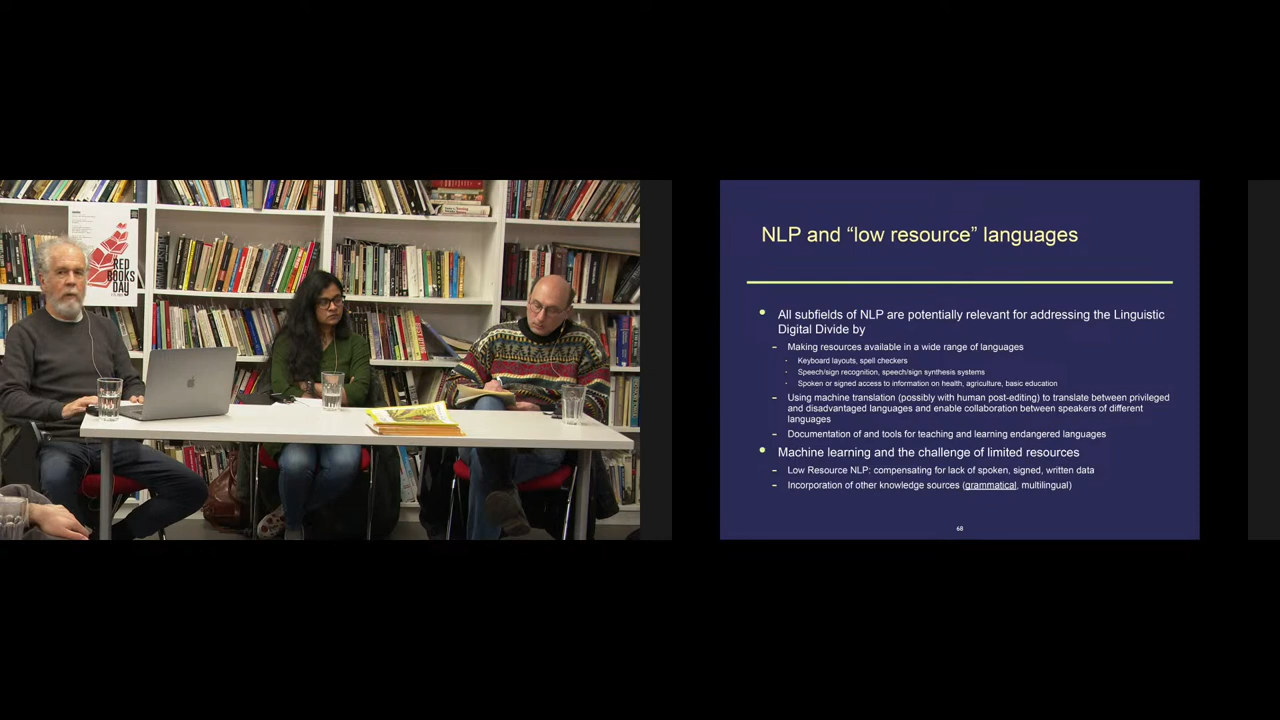 RED
BOOKS
DAY
NLP and “low resource” languages
• All subfields of NLP are potentially relevant for addressing the Linguistic
Digital Divide by
– Making resources available in a wide range of languages
· Keyboard layouts, spell checkers
· Speech/sign recognition, speech/sign synthesis systems
· Spoken or signed access to information on health, agriculture, basic education
– Using machine translation (possibly with human post-editing) to translate between privileged
and disadvantaged languages and enable collaboration between speakers of different
languages
– Documentation of and tools for teaching and learning endangered languages
• Machine learning and the challenge of limited resources
– Low Resource NLP: compensating for lack of spoken, signed, written data
– Incorporation of other knowledge sources (grammatical, multilingual)
68